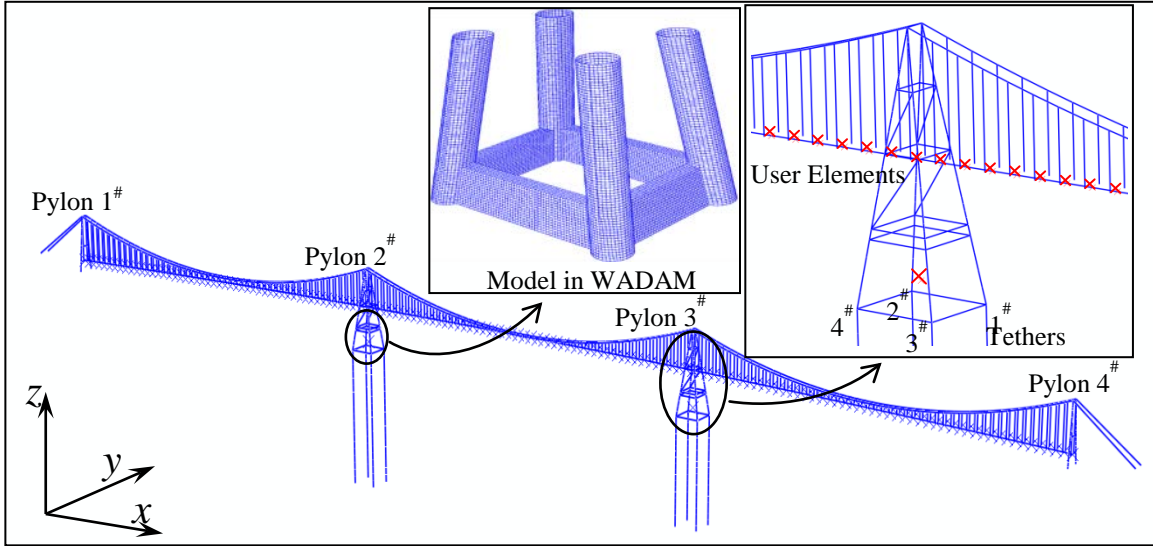 Pylon 1#
Pylon 2#
Model in WADAM
Pylon 3#
User Elements
4#
2#
3#
1#
Tethers
Pylon 4#
z
y
x